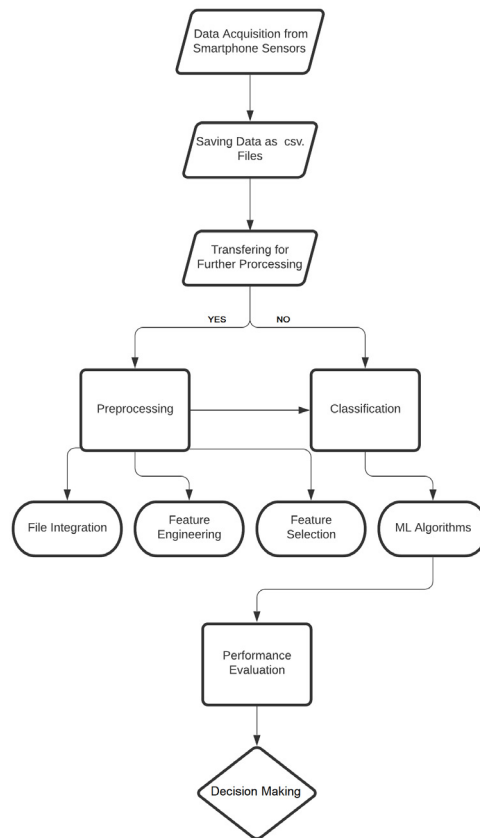 Data Acquisition from
Smartphone Sensors
Saving Data as csv.
Files
Transfering for
Further Prorcessing
YES
NO
Preprocessing
Classification
File Integration
Feature
Engineering
Feature
Selection
ML Algorithms
Performance
Evaluation
Decision Making